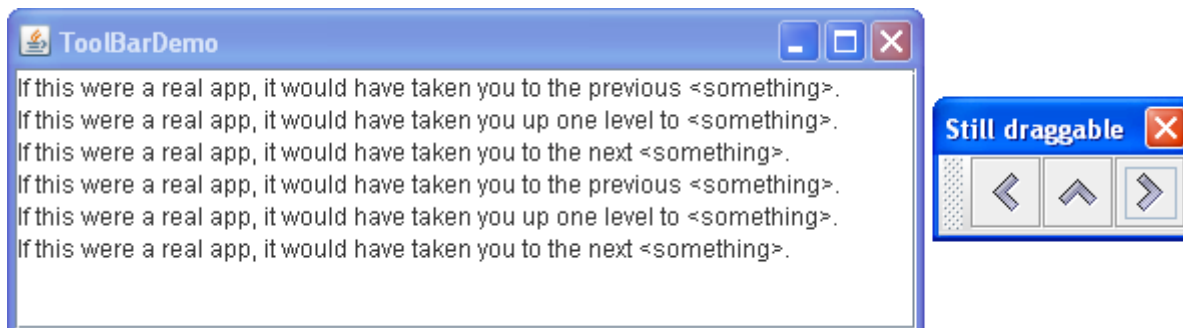 ToolBarDemo
If this were a real app, it would have taken you to the previous <something>.
If this were a real app, it would have taken you up one level to <something>.
If this were a real app, it would have taken you to the next <something>.
If this were a real app, it would have taken you to the previous <something>.
If this were a real app, it would have taken you up one level to <something>.
If this were a real app, it would have taken you to the next <something>.
Still draggable